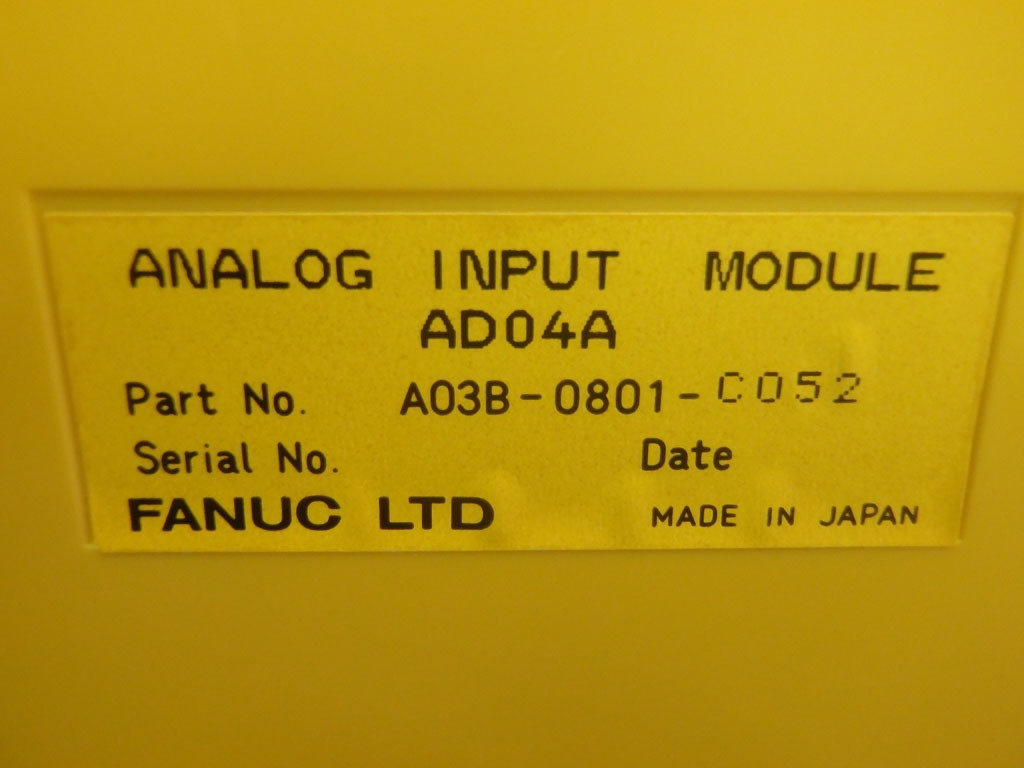 ANALOG INPUT MODULE
AD04A
Part No. A03B-0801-C052
Serial No. Date
FANUC LTD MADE IN JAPAN